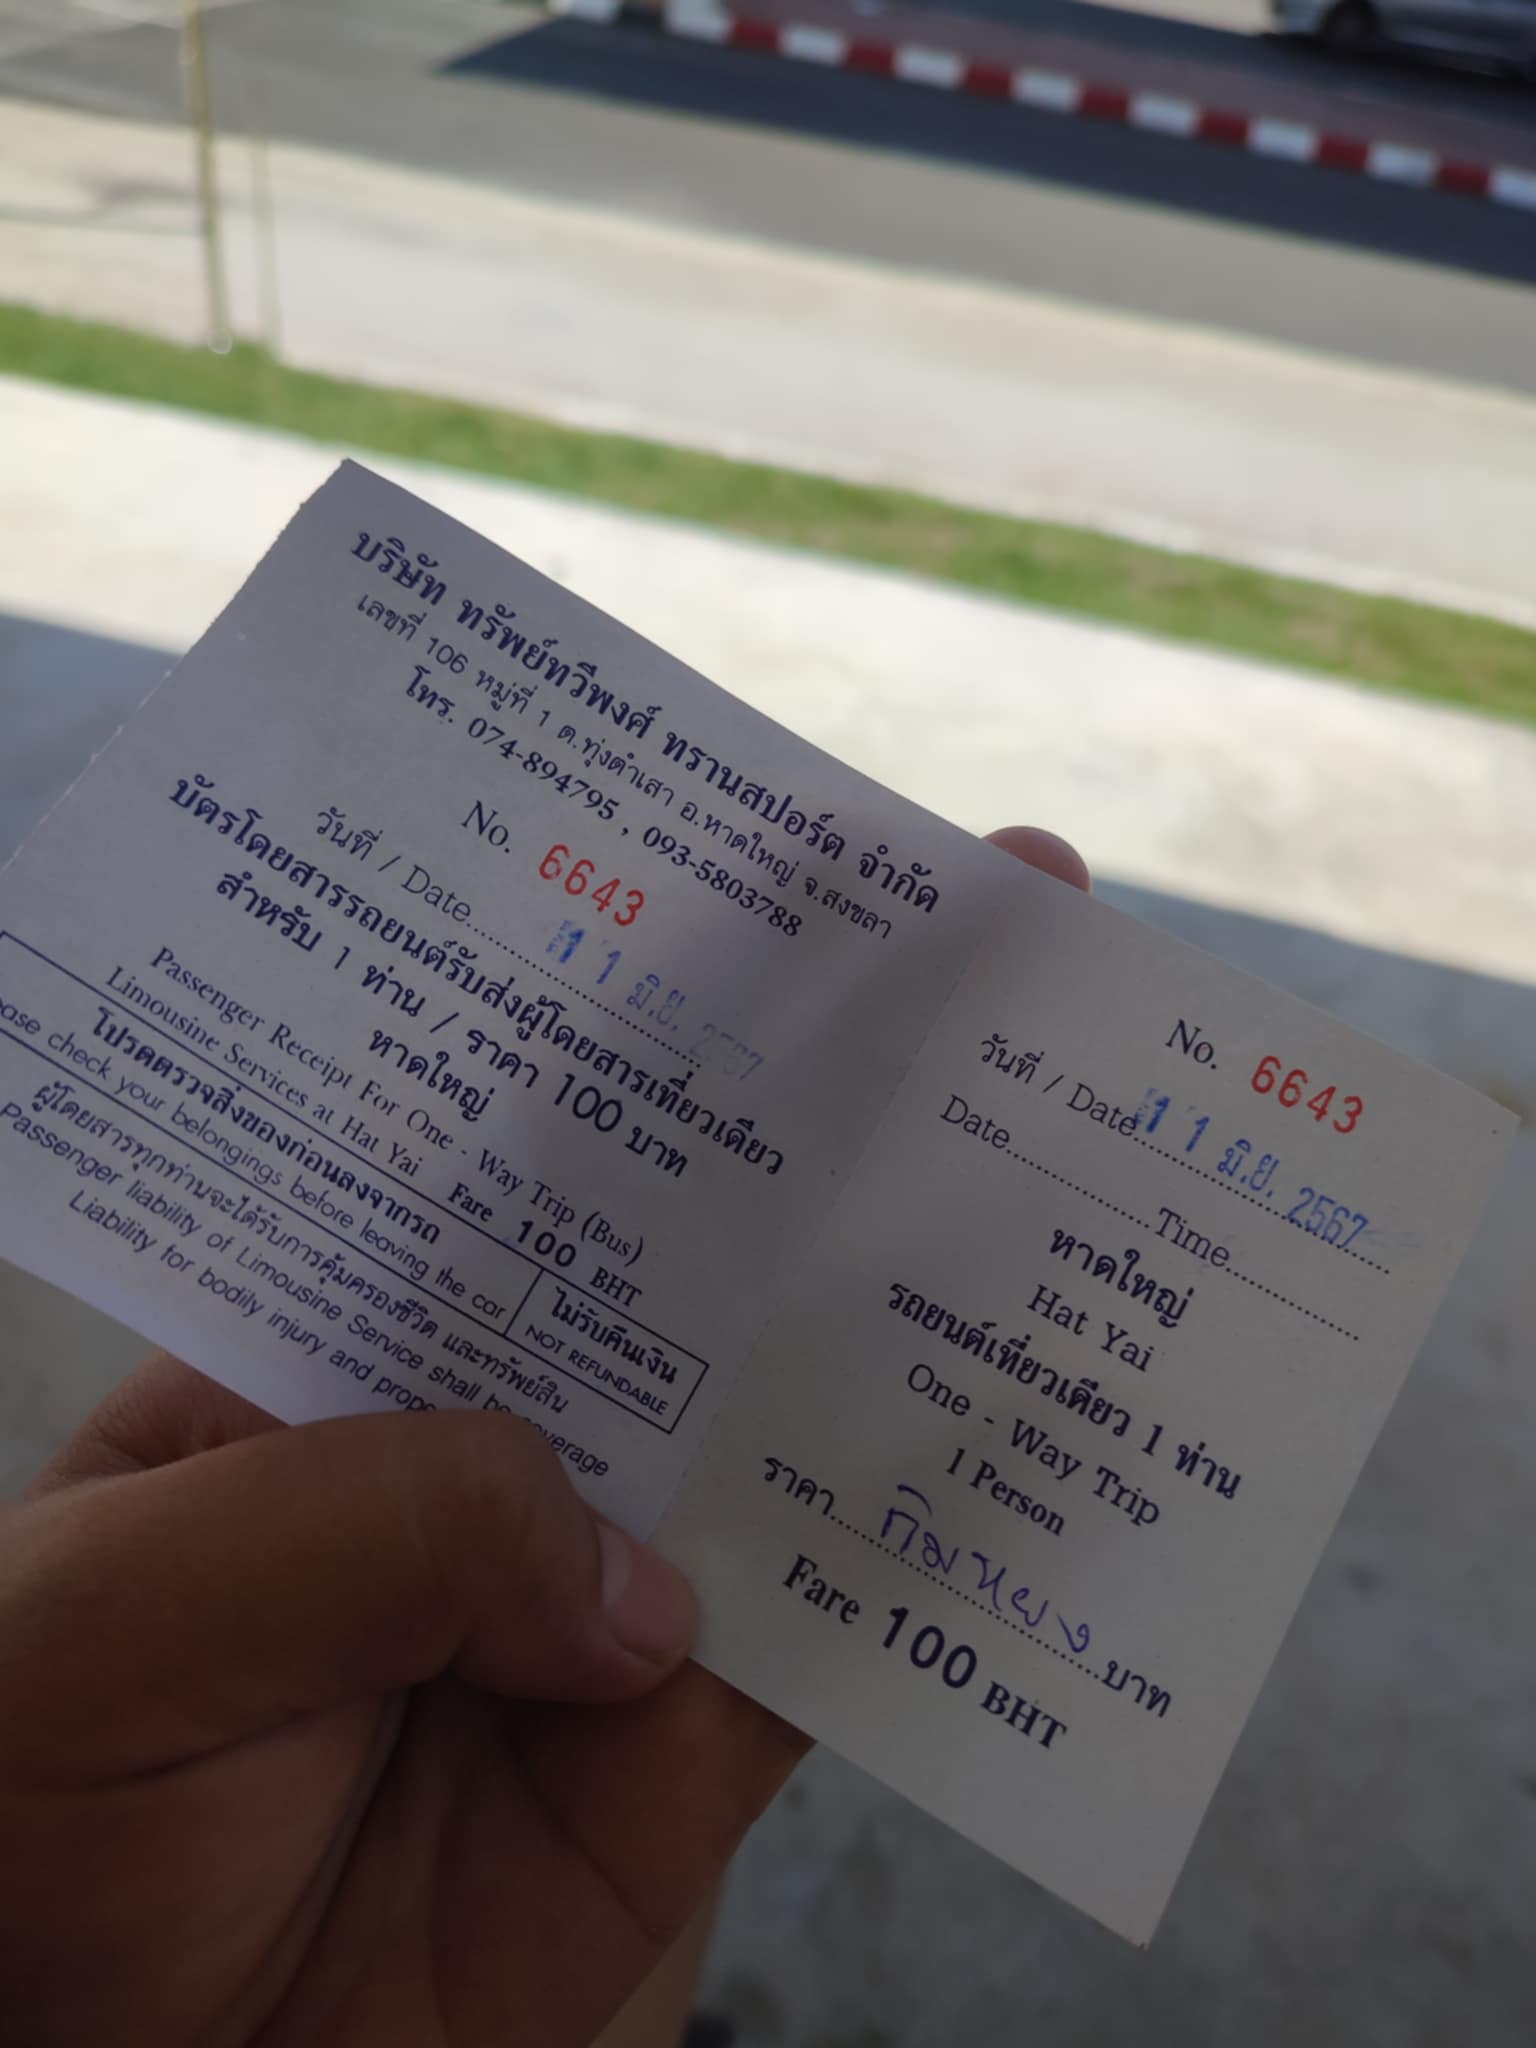 บริษัท ทรัพย์ทวีพงศ์ ทรานสปอร์ต จำกัด
เลขที่ 106 หมู่ที่ 1 ต.ทุ่งตำเสา อ.หาดใหญ่ จ.สงขลา
โทร. 074-894795 , 093-5803788
No. 6643
วันที่ / Date 11 มิ.ย. 2567
บัตรโดยสารรถยนต์รับส่งผู้โดยสารเที่ยวเดียว
สำหรับ 1 ท่าน / ราคา 100 บาท
หาดใหญ่
Passenger Receipt For One - Way Trip (Bus)
Limousine Services at Hat Yai Fare 100 BHT
โปรดตรวจสิ่งของก่อนลงจากรถ
check your belongings before leaving the car
ไม่รับคืนเงิน
NOT REFUNDABLE
ผู้โดยสารทุกท่านจะได้รับการคุ้มครองชีวิต และทรัพย์สิน
Passenger liability of Limousine Service shall
Liability for bodily injury and
No. 6643
วันที่ / Date 11 มิ.ย. 2567
Date...............Time...............
หาดใหญ่
Hat Yai
รถยนต์เที่ยวเดียว 1 ท่าน
One - Way Trip
1 Person
ราคา กิมหยง บาท
Fare 100 BHT